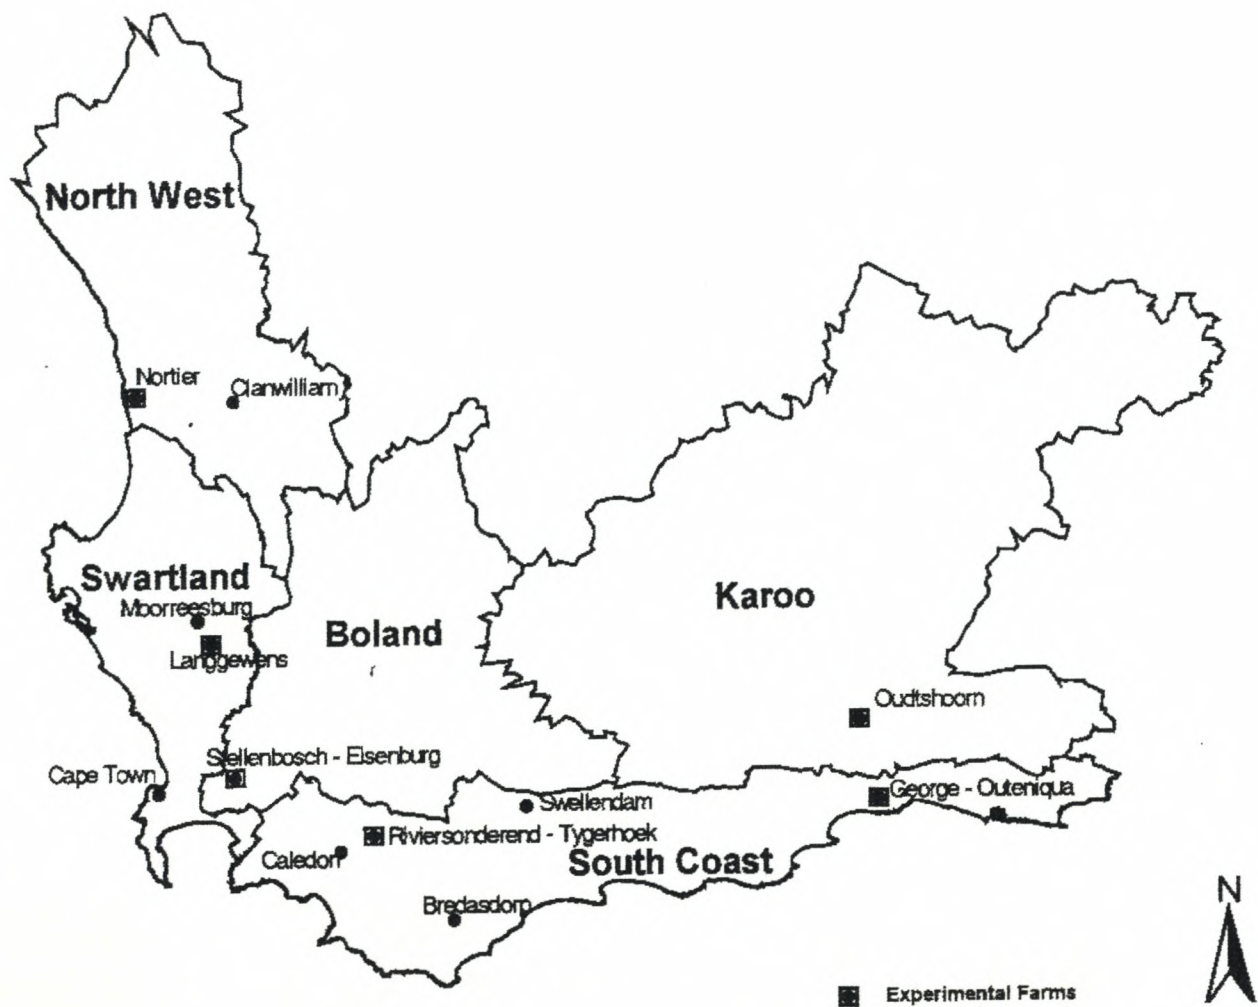 North West
Nortier
Clanwilliam
Swartland
Moorreesburg
Langgewens
Boland
Karoo
Oudtshoorn
Stellenbosch - Elsenburg
Cape Town
Swellendam
George - Outeniqua
Riviersonderend - Tygerhoek
Caledon
South Coast
Bredasdorp
N
Experimental Farms